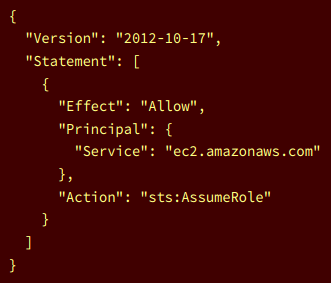 {
  "Version": "2012-10-17",
  "Statement": [
    {
      "Effect": "Allow",
      "Principal": {
        "Service": "ec2.amazonaws.com"
      },
      "Action": "sts:AssumeRole"
    }
  ]
}